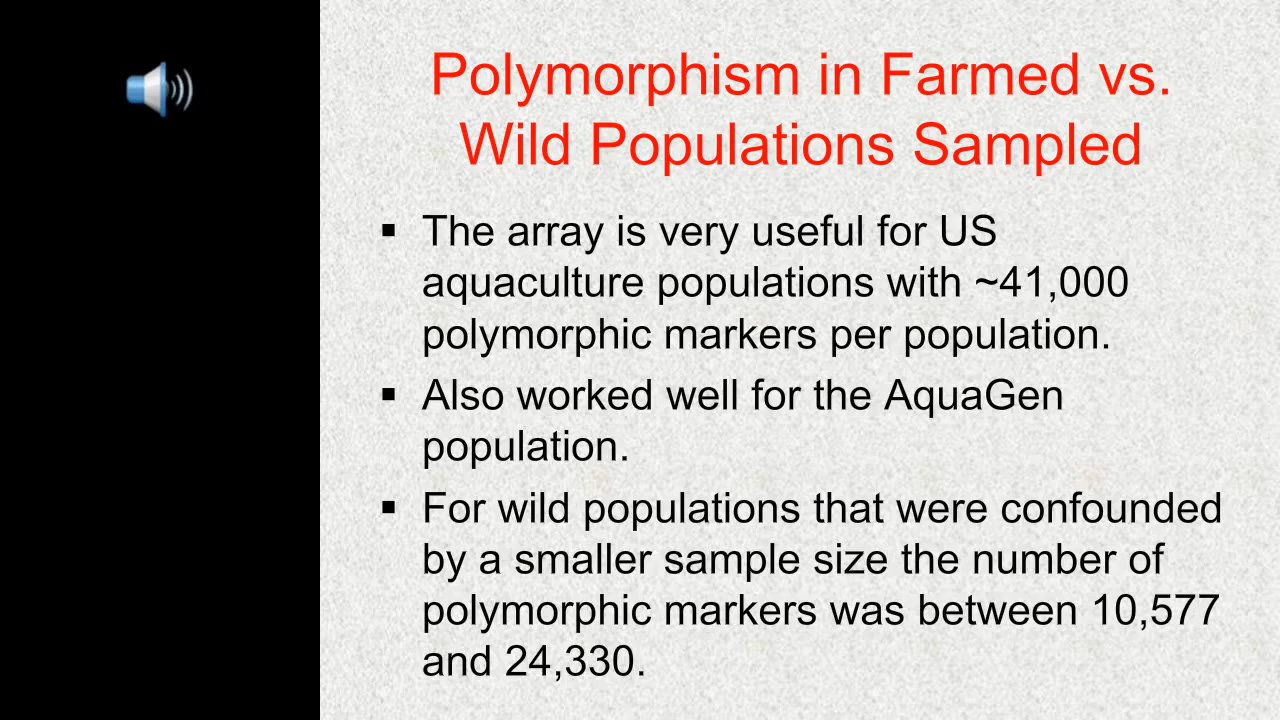 Polymorphism in Farmed vs.
Wild Populations Sampled
▪ The array is very useful for US
aquaculture populations with ~41,000
polymorphic markers per population.
▪ Also worked well for the AquaGen
population.
▪ For wild populations that were confounded
by a smaller sample size the number of
polymorphic markers was between 10,577
and 24,330.